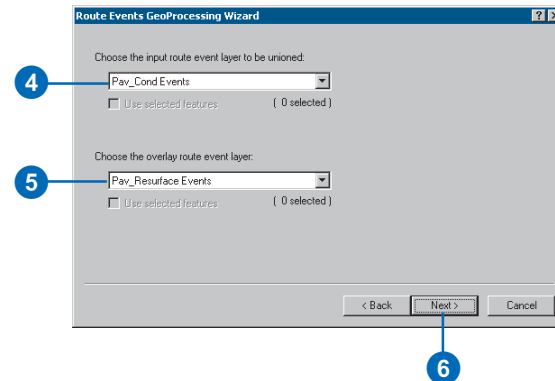 Route Events GeoProcessing Wizard
Choose the input route event layer to be unioned:
4
Pav_Cond Events
Use selected features ( 0 selected )
Choose the overlay route event layer:
5
Pav_Resurface Events
Use selected features ( 0 selected )
< Back Next > Cancel
6